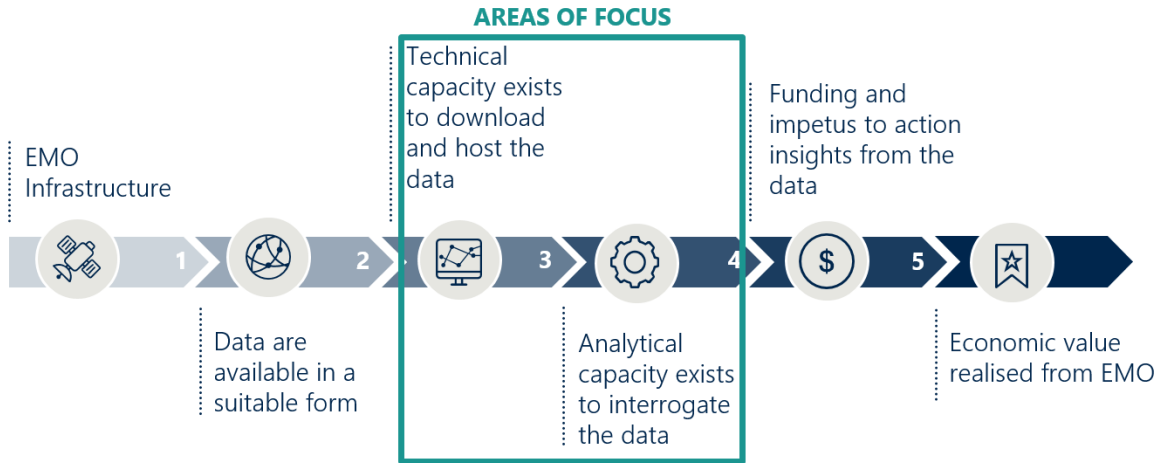 AREAS OF FOCUS
EMO
Infrastructure
1
Data are
available in a
suitable form
2
Technical
capacity exists
to download
and host the
data
3
Analytical
capacity exists
to interrogate
the data
4
Funding and
impetus to action
insights from the
data
$
5
Economic value
realised from EMO